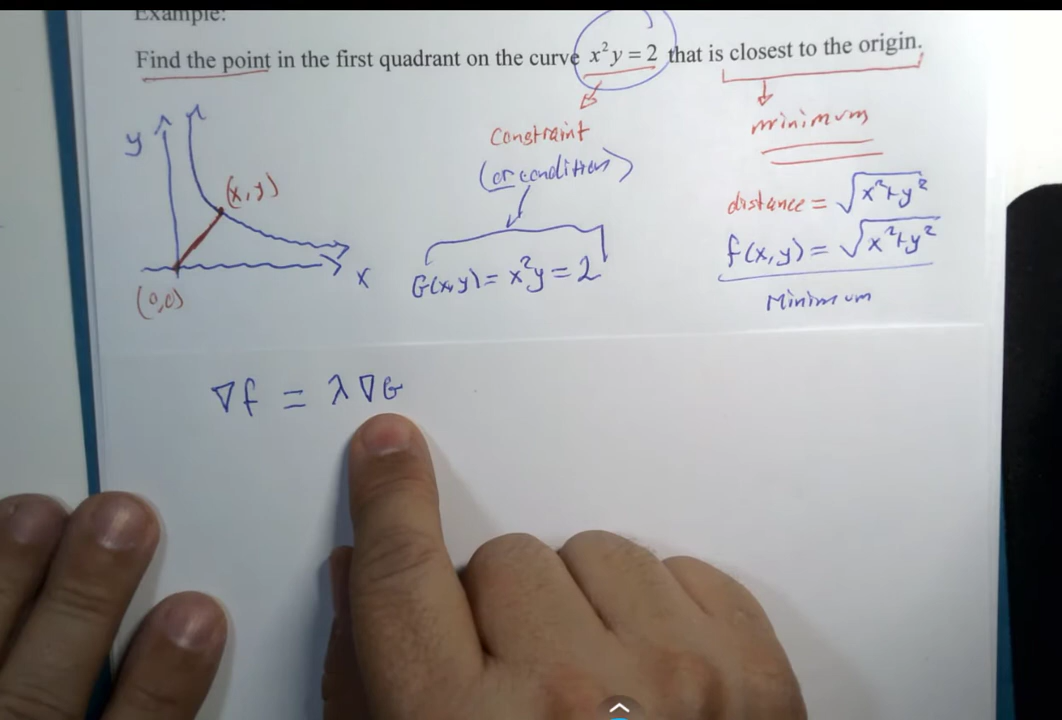 Example:
Find the point in the first quadrant on the curve x²y = 2 that is closest to the origin.
y
(x,y)
x
(0,0)
Constraint
(or condition)
G(x,y) = x²y = 2
minimum
distance = √x²+y²
f(x,y) = √x²+y²
Minimum
∇f = λ∇G